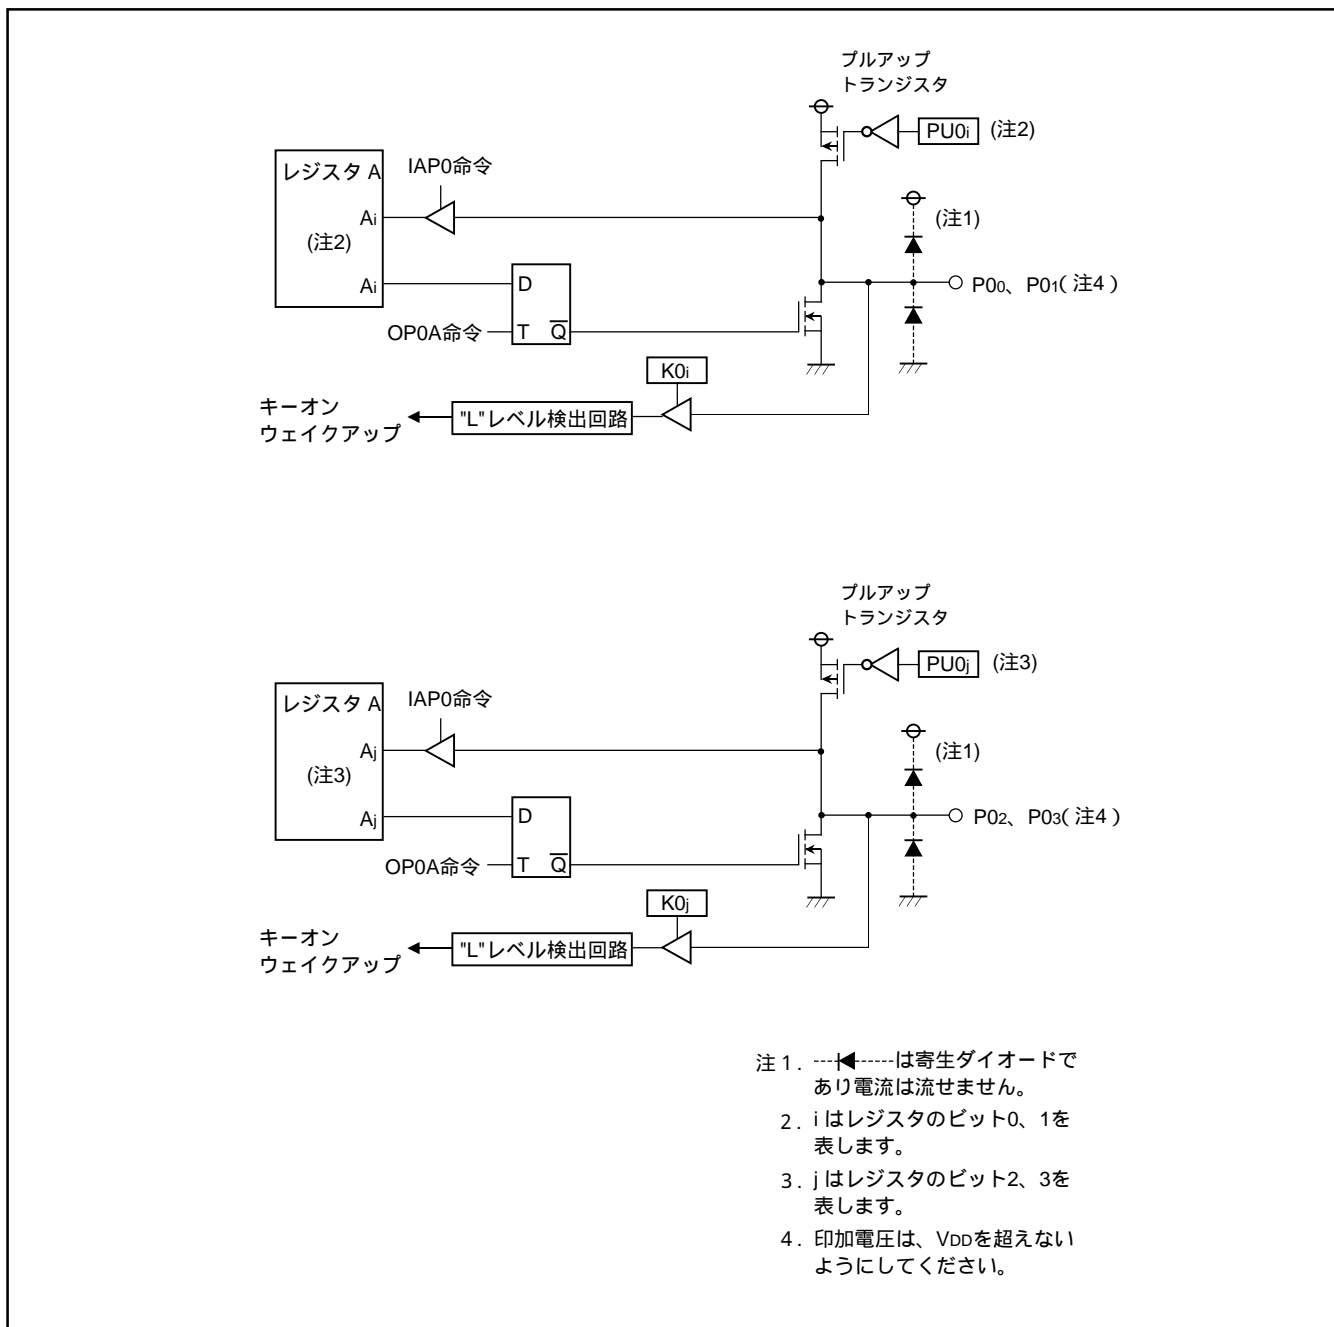 プルアップ
トランジスタ
PU0i (注2)
レジスタ A
IAP0命令
Ai
(注1)
(注2)
Ai
D
P00、P01( 注4 )
OP0A命令
T Q
K0i
キーオン
ウェイクアップ
"L"レベル検出回路
プルアップ
トランジスタ
PU0j (注3)
レジスタ A
IAP0命令
Aj
(注1)
(注3)
Aj
D
P02、P03( 注4 )
OP0A命令
T Q
K0j
キーオン
ウェイクアップ
"L"レベル検出回路
注 1. は寄生ダイオードで
あり電流は流せません。
2. i はレジスタのビット0、1を
表します。
3. j はレジスタのビット2、3を
表します。
4. 印加電圧は、VDDを超えない
ようにしてください。